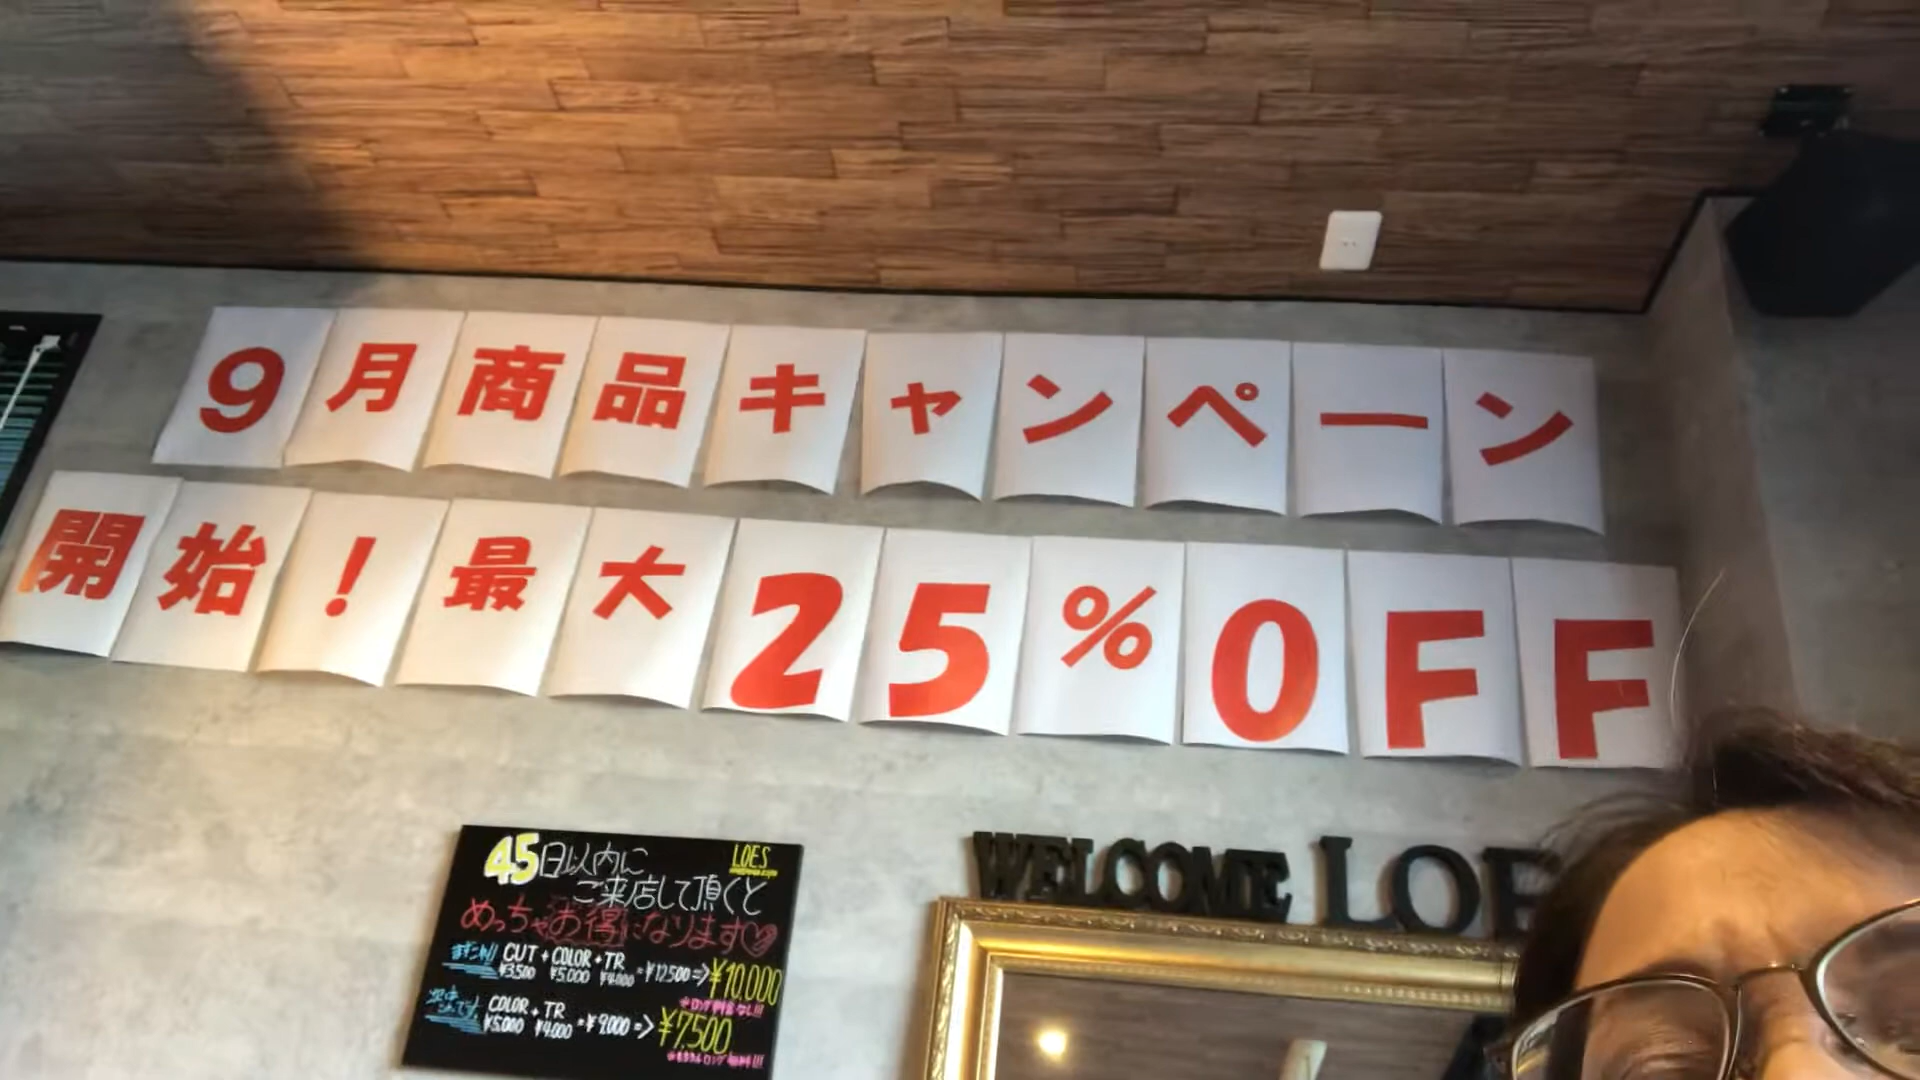 9月商品キャンペーン
開始！最大25%OFF
45日以内に
LOES
ご来店して頂くと
めっちゃお得になります♡
CUT + COLOR + TR
¥3,500 ¥5,000 ¥4,000 = ¥12,500 => ¥10,000
COLOR + TR
¥5,000 ¥4,000 = ¥9,000 => ¥7,500
WELCOME LOE